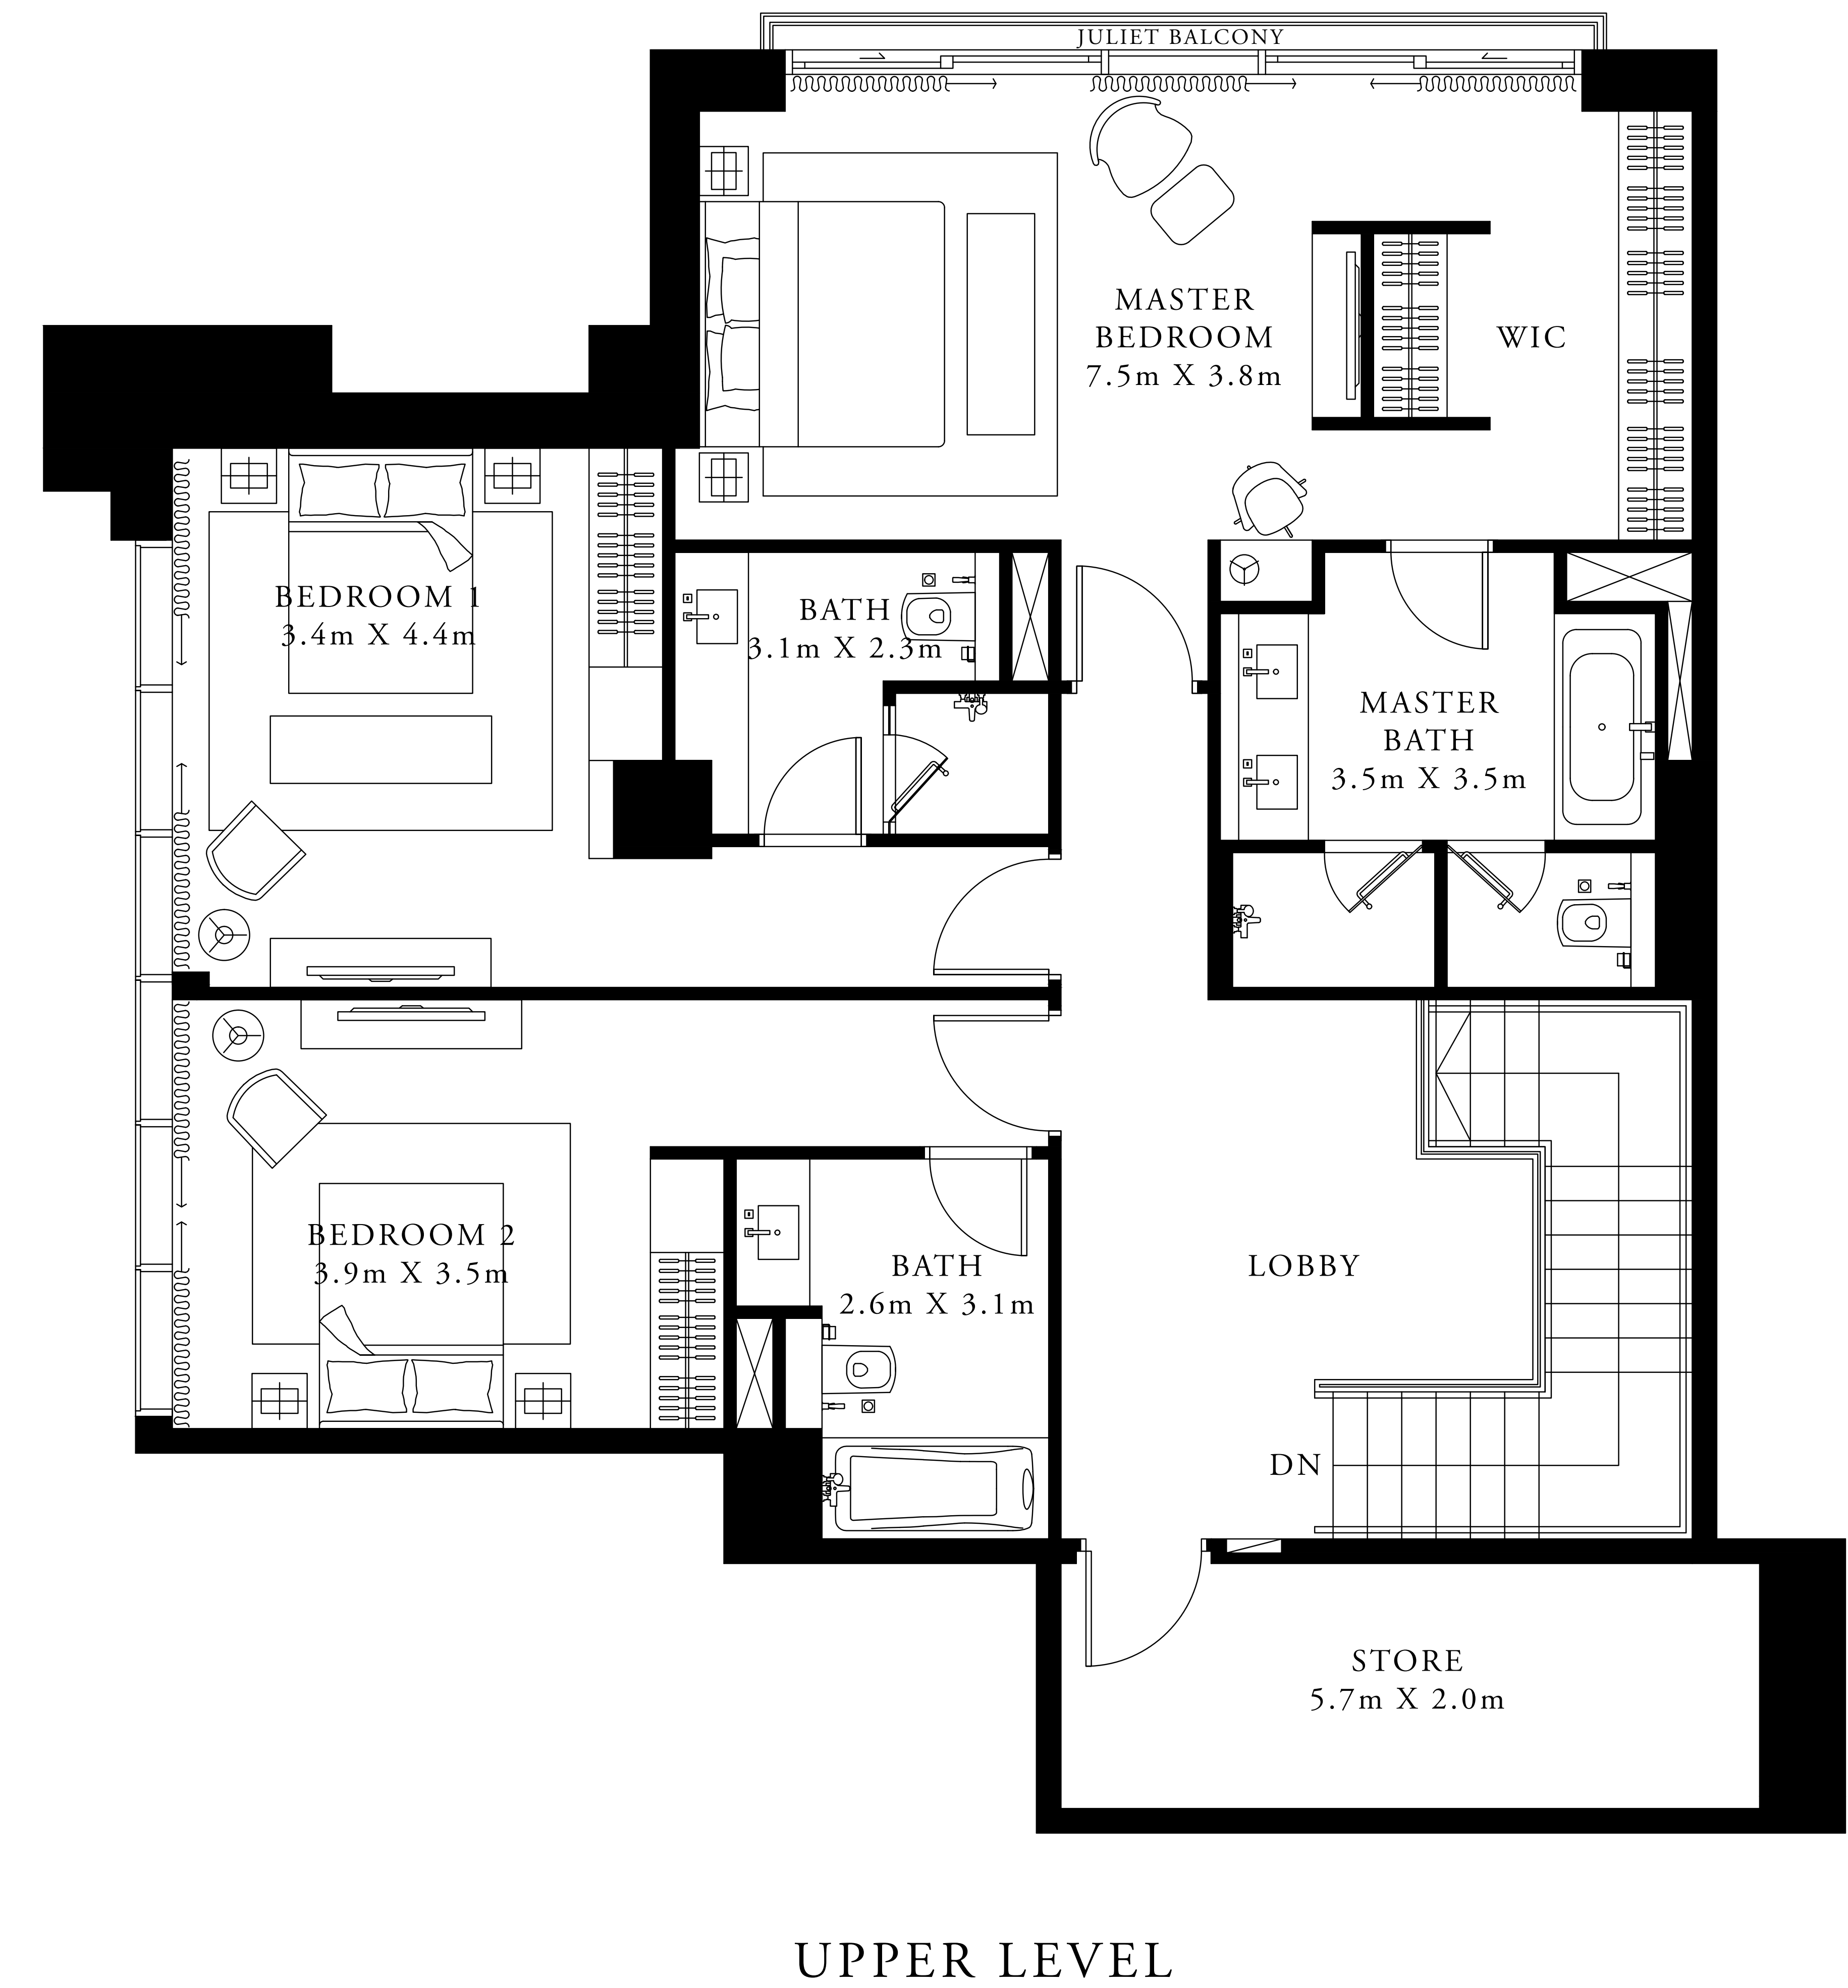 JULIET BALCONY
MASTER
BEDROOM
7.5m X 3.8m
WIC
BEDROOM 1
3.4m X 4.4m
BATH
3.1m X 2.3m
MASTER
BATH
3.5m X 3.5m
BEDROOM 2
3.9m X 3.5m
BATH
2.6m X 3.1m
LOBBY
DN
STORE
5.7m X 2.0m
UPPER LEVEL